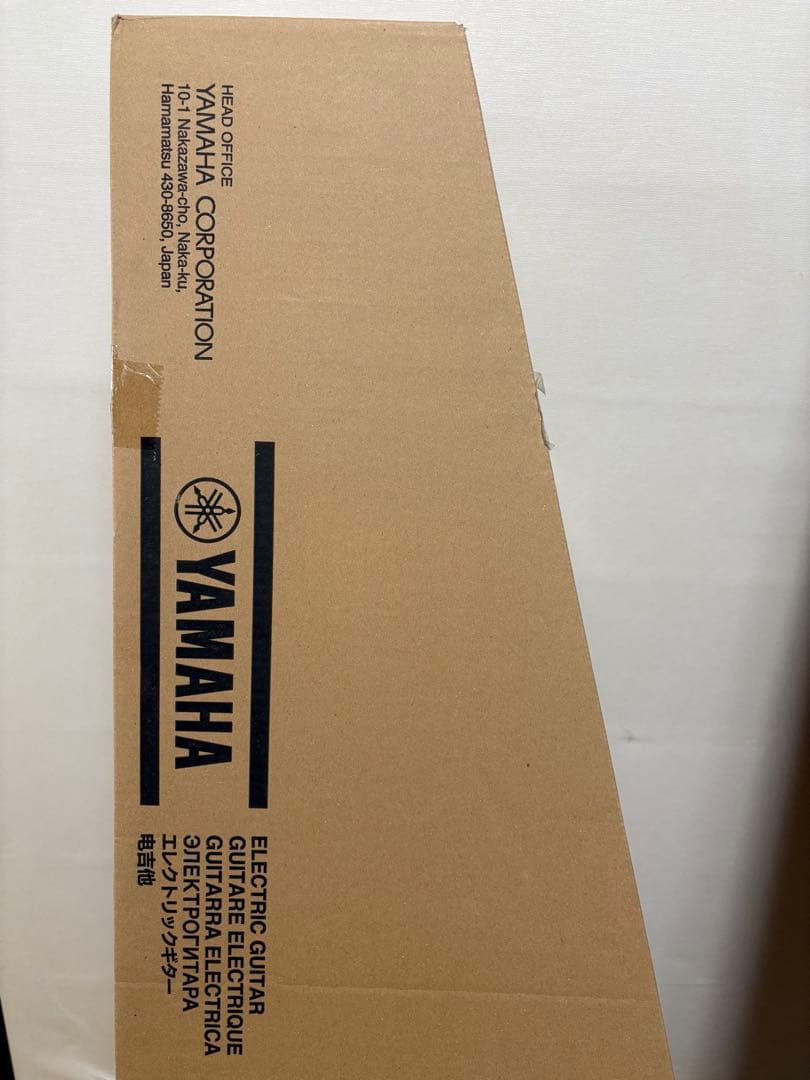 HEAD OFFICE
YAMAHA CORPORATION
10-1 Nakazawa-cho, Naka-ku,
Hamamatsu 430-8650, Japan
YAMAHA
ELECTRIC GUITAR
GUITARE ELECTRIQUE
GUITARRA ELECTRICA
ЭЛЕКТРОГИТАРА
エレクトリックギター
电吉他